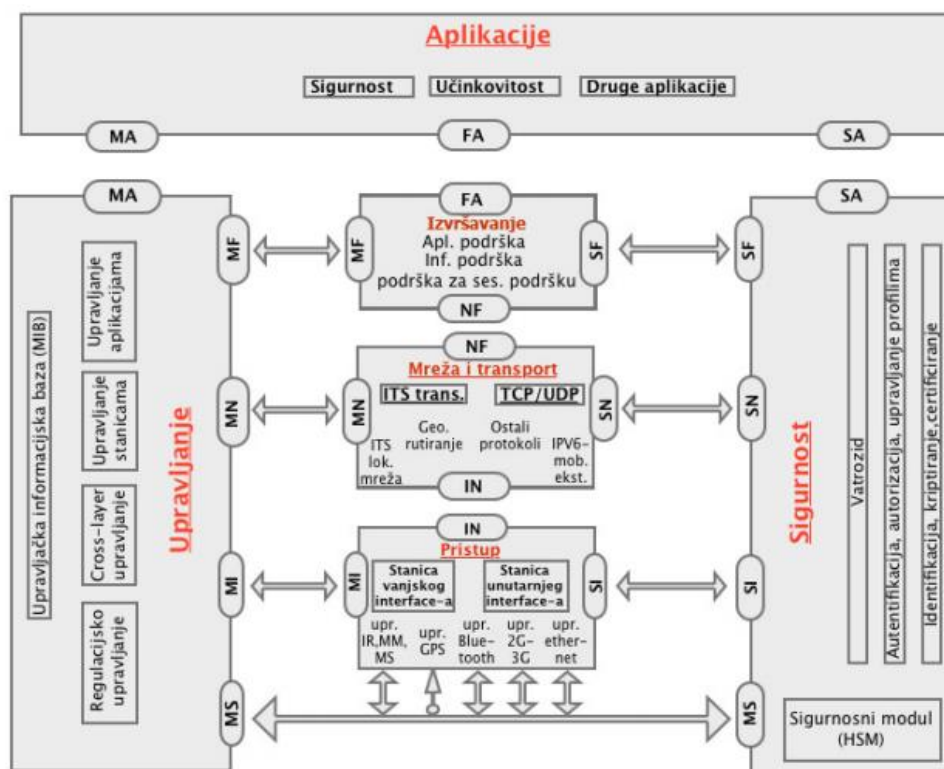 Aplikacije
Sigurnost
Učinkovitost
Druge aplikacije
MA
FA
SA
MA
Upravljanje
Upravljačka informacijska baza (MIB)
Upravljanje
aplikacijama
Upravljanje
stanicama
Cross-layer
upravljanje
Regulacijsko
upravljanje
MF
MN
MI
MS
FA
Izvršavanje
Apl. podrška
Inf. podrška
podrška za ses. podršku
MF
SF
NF
NF
Mreža i transport
ITS trans.
TCP/UDP
MN
SN
ITS
lok.
mreža
Geo.
rutiranje
Ostali
protokoli
IPV6-
mob.
ekst.
IN
IN
Pristup
MI
SI
Stanica
vanjskog
interface-a
Stanica
unutarnjeg
interface-a
upr.
IR,MM,
MS
upr.
GPS
upr.
Blue-
tooth
upr.
2G-
3G
upr.
ether-
net
SA
SF
SN
SI
MS
Sigurnost
Vatrozid
Autentifikacija, autorizacija, upravljanje profilima
Identifikacija, kriptiranje,certificiranje
Sigurnosni modul
(HSM)